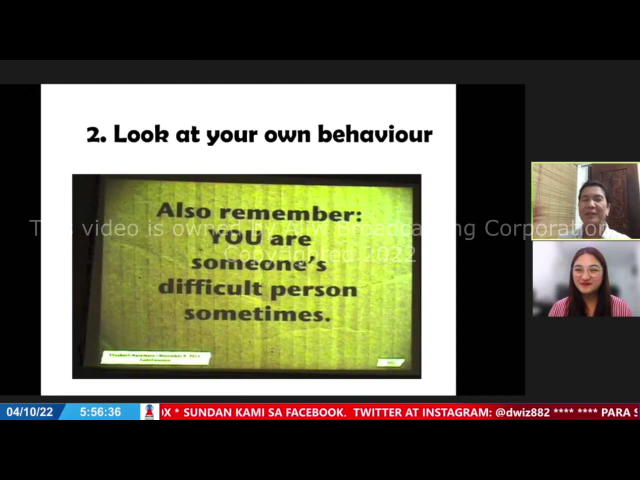 2. Look at your own behaviour
Also remember:
YOU are
someone's
difficult person
sometimes.
This video is owned by Aliw Broadcasting Corporation
Copyrighted 2022
04/10/22
5:56:36
OX * SUNDAN KAMI SA FACEBOOK. TWITTER AT INSTAGRAM: @dwiz882 **** **** PARA S